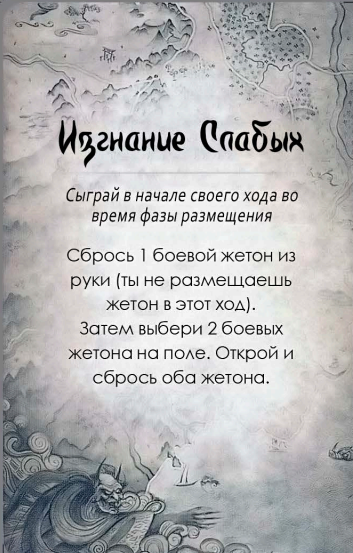 Изгнание Слабых
Сыграй в начале своего хода во
время фазы размещения
Сбрось 1 боевой жетон из
руки (ты не размещаешь
жетон в этот ход).
Затем выбери 2 боевых
жетона на поле. Открой и
сбрось оба жетона.